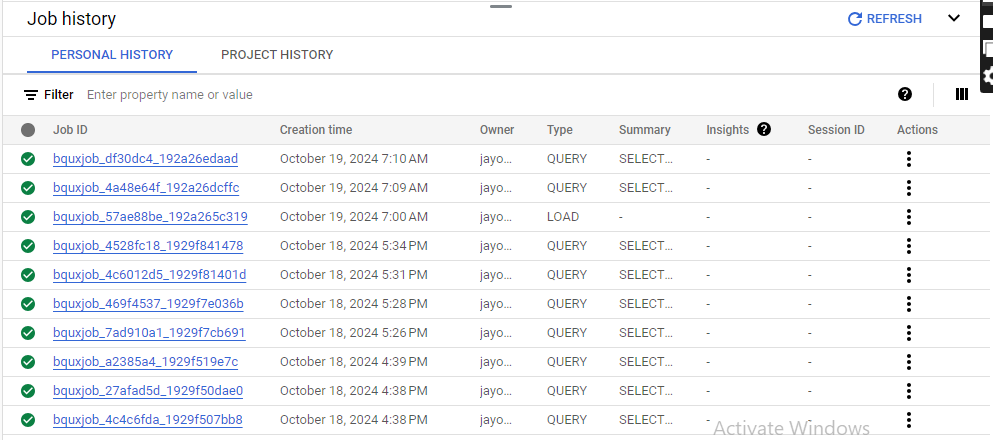 Job history REFRESH
PERSONAL HISTORY PROJECT HISTORY
Filter Enter property name or value
Job ID Creation time Owner Type Summary Insights Session ID Actions
bquxjob_df30dc4_192a26edaad October 19, 2024 7:10 AM jayo... QUERY SELECT... - -
bquxjob_4a48e64f_192a26dcffc October 19, 2024 7:09 AM jayo... QUERY SELECT... - -
bquxjob_57ae88be_192a265c319 October 19, 2024 7:00 AM jayo... LOAD - - -
bquxjob_4528fc18_1929f841478 October 18, 2024 5:34 PM jayo... QUERY SELECT... - -
bquxjob_4c6012d5_1929f81401d October 18, 2024 5:31 PM jayo... QUERY SELECT... - -
bquxjob_469f4537_1929f7e036b October 18, 2024 5:28 PM jayo... QUERY SELECT... - -
bquxjob_7ad910a1_1929f7cb691 October 18, 2024 5:26 PM jayo... QUERY SELECT... - -
bquxjob_a2385a4_1929f519e7c October 18, 2024 4:39 PM jayo... QUERY SELECT... - -
bquxjob_27afad5d_1929f50dae0 October 18, 2024 4:38 PM jayo... QUERY SELECT... - -
bquxjob_4c4c6fda_1929f507bb8 October 18, 2024 4:38 PM jayo... QUERY SELECT... - -
Activate Windows